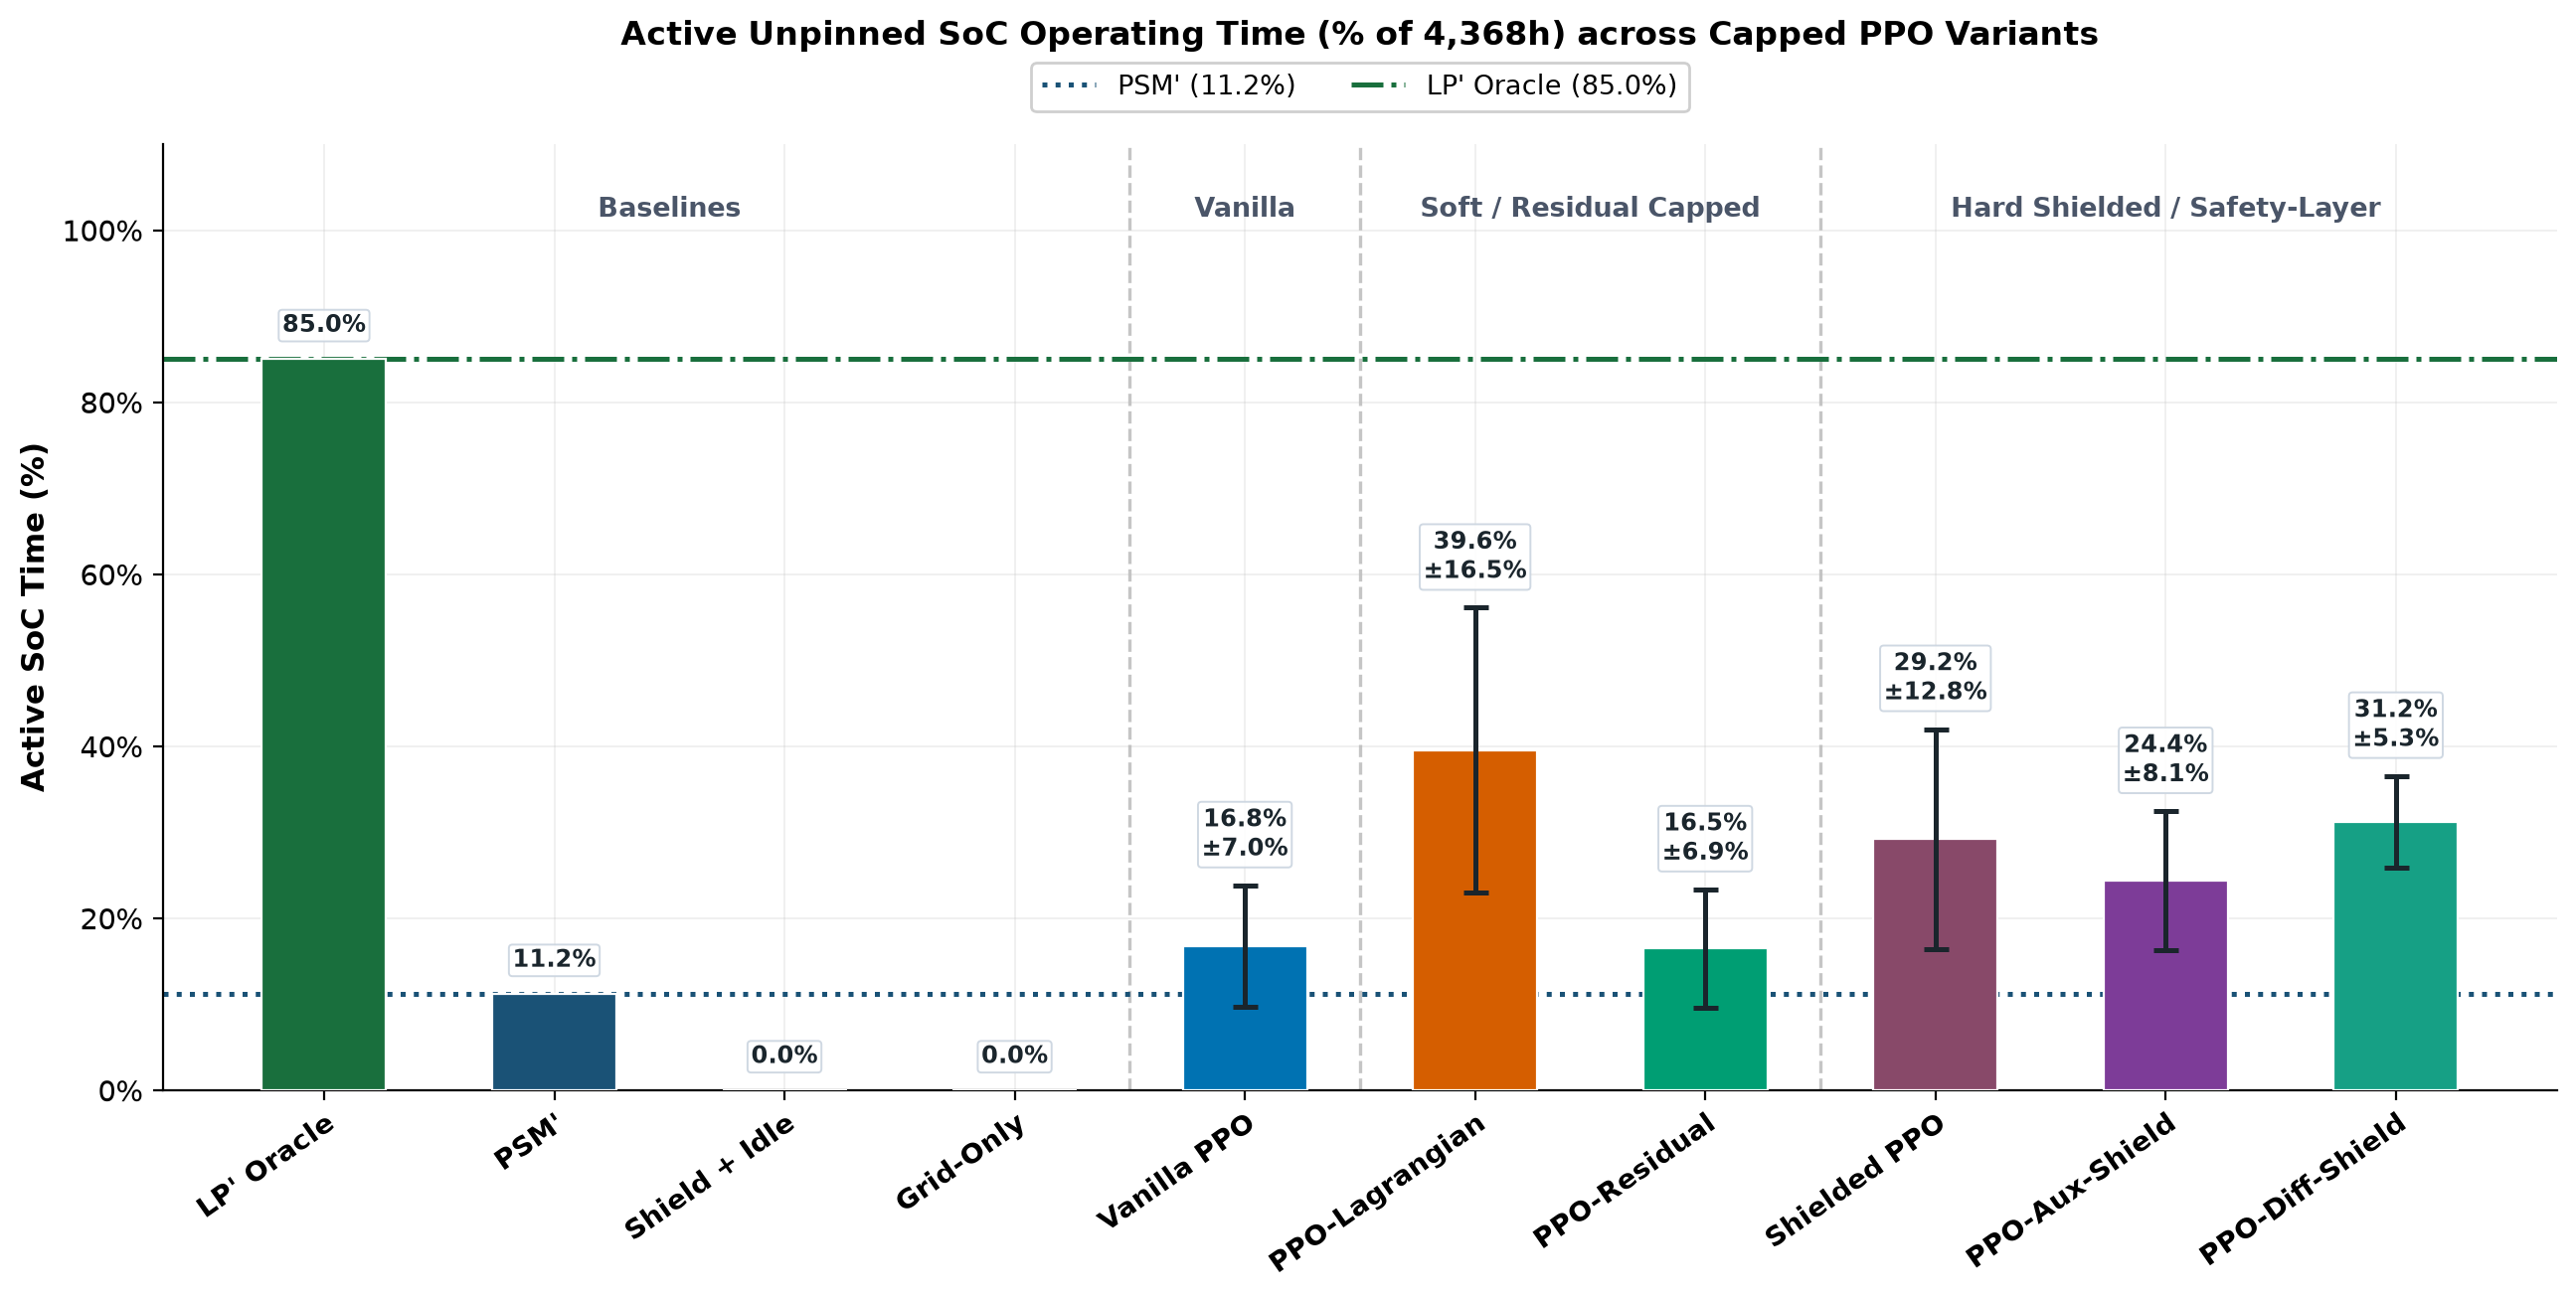 Active Unpinned SoC Operating Time (% of 4,368h) across Capped PPO Variants
PSM' (11.2%)
LP' Oracle (85.0%)
Baselines
Vanilla
Soft / Residual Capped
Hard Shielded / Safety-Layer
Active SoC Time (%)
100%
80%
60%
40%
20%
0%
85.0%
11.2%
0.0%
0.0%
16.8%
±7.0%
39.6%
±16.5%
16.5%
±6.9%
29.2%
±12.8%
24.4%
±8.1%
31.2%
±5.3%
LP' Oracle
PSM'
Shield + Idle
Grid-Only
Vanilla PPO
PPO-Lagrangian
PPO-Residual
Shielded PPO
PPO-Aux-Shield
PPO-Diff-Shield